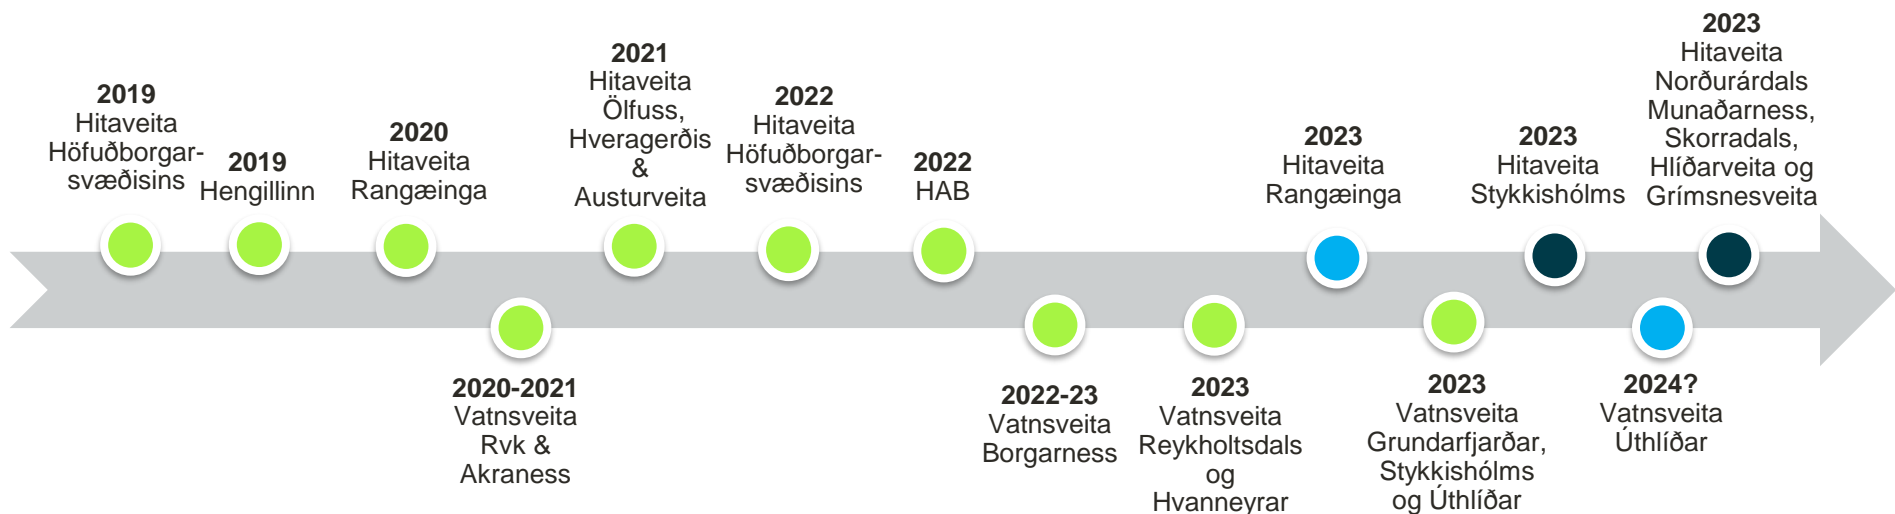 2019
Hitaveita
Höfuðborgar-
svæðisins
2019
Hengillinn
2020
Hitaveita
Rangæinga
2020-2021
Vatnsveita
Rvk &
Akraness
2021
Hitaveita
Ölfuss,
Hveragerðis
&
Austurveita
2022
Hitaveita
Höfuðborgar-
svæðisins
2022
HAB
2022-23
Vatnsveita
Borgarness
2023
Vatnsveita
Reykholtsdals
og
Hvanneyrar
2023
Hitaveita
Rangæinga
2023
Vatnsveita
Grundarfjarðar,
Stykkishólms
og Úthlíðar
2023
Hitaveita
Stykkishólms
2024?
Vatnsveita
Úthlíðar
2023
Hitaveita
Norðurárdals
Munaðarness,
Skorradals,
Hlíðarveita og
Grímsnesveita